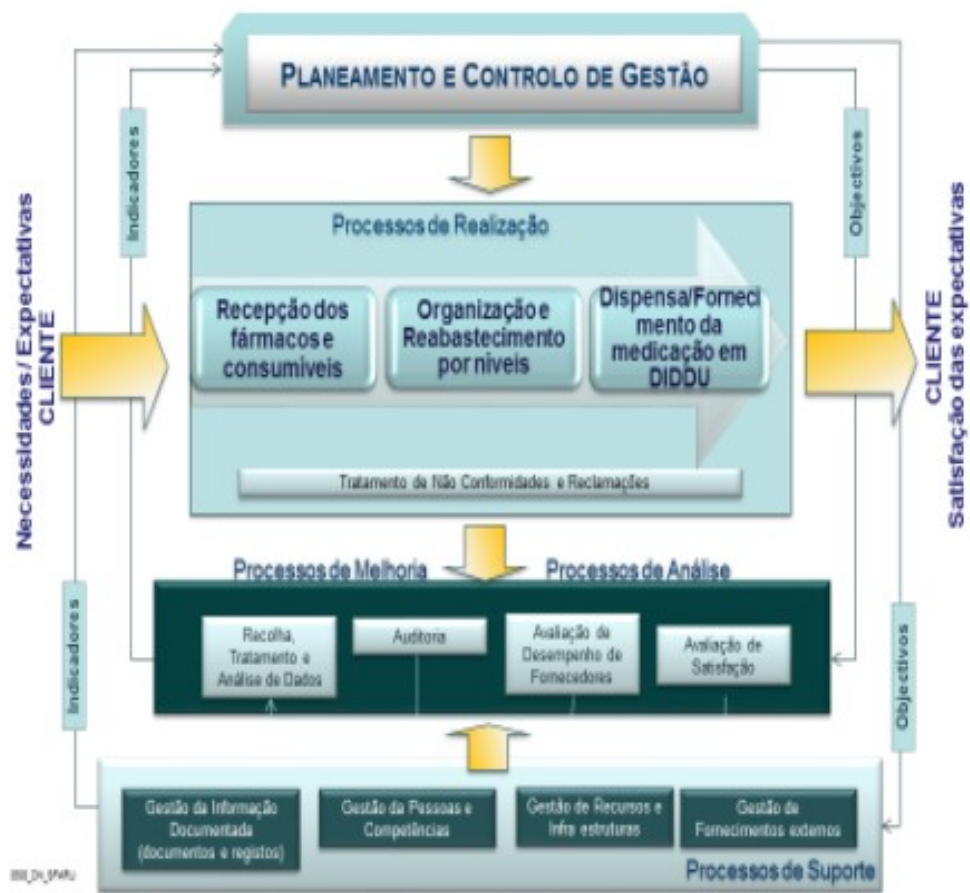 PLANEAMENTO E CONTROLO DE GESTÃO
Indicadores
Objectivos
Necessidades / Expectativas
CLIENTE
Processos de Realização
Recepção dos
fármacos e
consumíveis
Organização e
Reabastecimento
por níveis
Dispensa/Forneci
mento da
medicação em
DIDDU
CLIENTE
Satisfação das expectativas
Tratamento de Não Conformidades e Reclamações
Processos de Melhoria
Processos de Análise
Recolha,
Tratamento e
Análise de Dados
Auditoria
Avaliação de
Desempenho de
Fornecedores
Avaliação de
Satisfação
Indicadores
Objectivos
Gestão da Informação
Documentada
(documentos e registos)
Gestão da Pessoas e
Competências
Gestão de Recursos e
Infra estruturas
Gestão de
Fornecimentos externos
Processos de Suporte